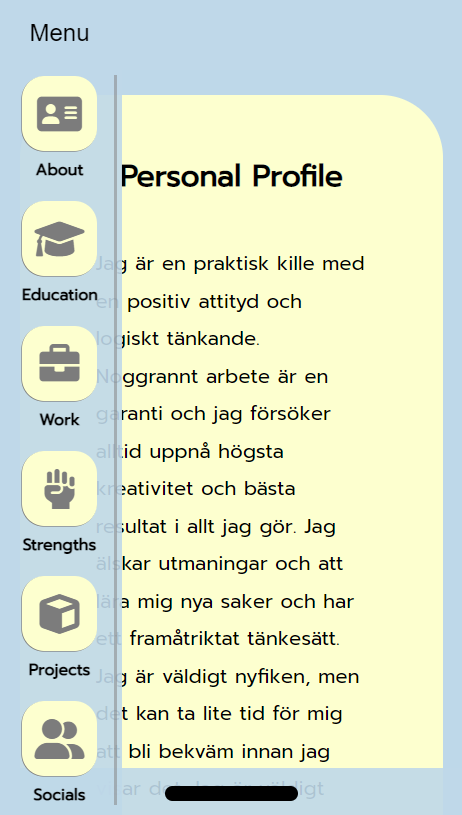 Menu
About
Education
Work
Strengths
Projects
Socials
Personal Profile
Jag är en praktisk kille med
en positiv attityd och
logiskt tänkande.
Noggrannt arbete är en
garanti och jag försöker
alltid uppnå högsta
kreativitet och bästa
resultat i allt jag gör. Jag
älskar utmaningar och att
lära mig nya saker och har
ett framåtriktat tänkesätt.
Jag är väldigt nyfiken, men
det kan ta lite tid för mig
att bli bekväm innan jag